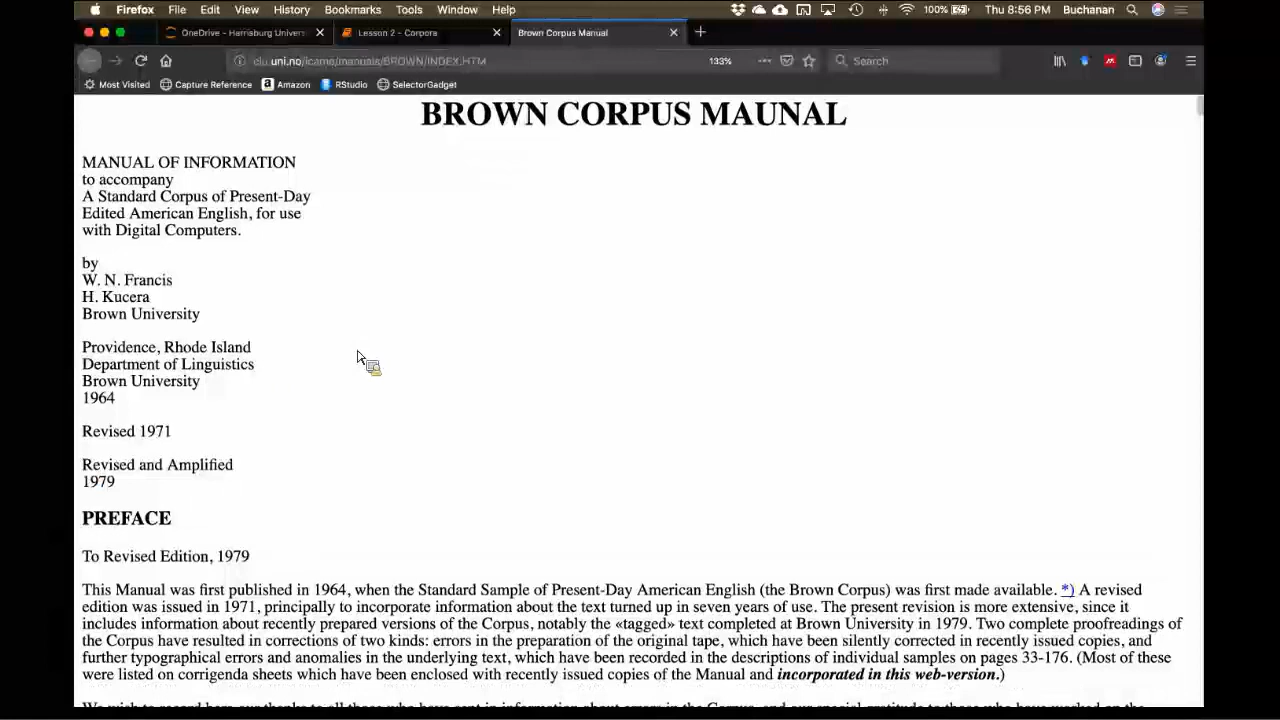 Firefox File Edit View History Bookmarks Tools Window Help 100% Thu 8:56 PM Buchanan
OneDrive - Harrisburg Univers Lesson 2 - Corpora Brown Corpus Manual
clu.uni.no/icame/manuals/BROWN/INDEX.HTM 133% Search
Most Visited Capture Reference Amazon RStudio SelectorGadget
BROWN CORPUS MAUNAL
MANUAL OF INFORMATION
to accompany
A Standard Corpus of Present-Day
Edited American English, for use
with Digital Computers.
by
W. N. Francis
H. Kucera
Brown University
Providence, Rhode Island
Department of Linguistics
Brown University
1964
Revised 1971
Revised and Amplified
1979
PREFACE
To Revised Edition, 1979
This Manual was first published in 1964, when the Standard Sample of Present-Day American English (the Brown Corpus) was first made available. *) A revised
edition was issued in 1971, principally to incorporate information about the text turned up in seven years of use. The present revision is more extensive, since it
includes information about recently prepared versions of the Corpus, notably the «tagged» text completed at Brown University in 1979. Two complete proofreadings of
the Corpus have resulted in corrections of two kinds: errors in the preparation of the original tape, which have been silently corrected in recently issued copies, and
further typographical errors and anomalies in the underlying text, which have been recorded in the descriptions of individual samples on pages 33-176. (Most of these
were listed on corrigenda sheets which have been enclosed with recently issued copies of the Manual and incorporated in this web-version.)